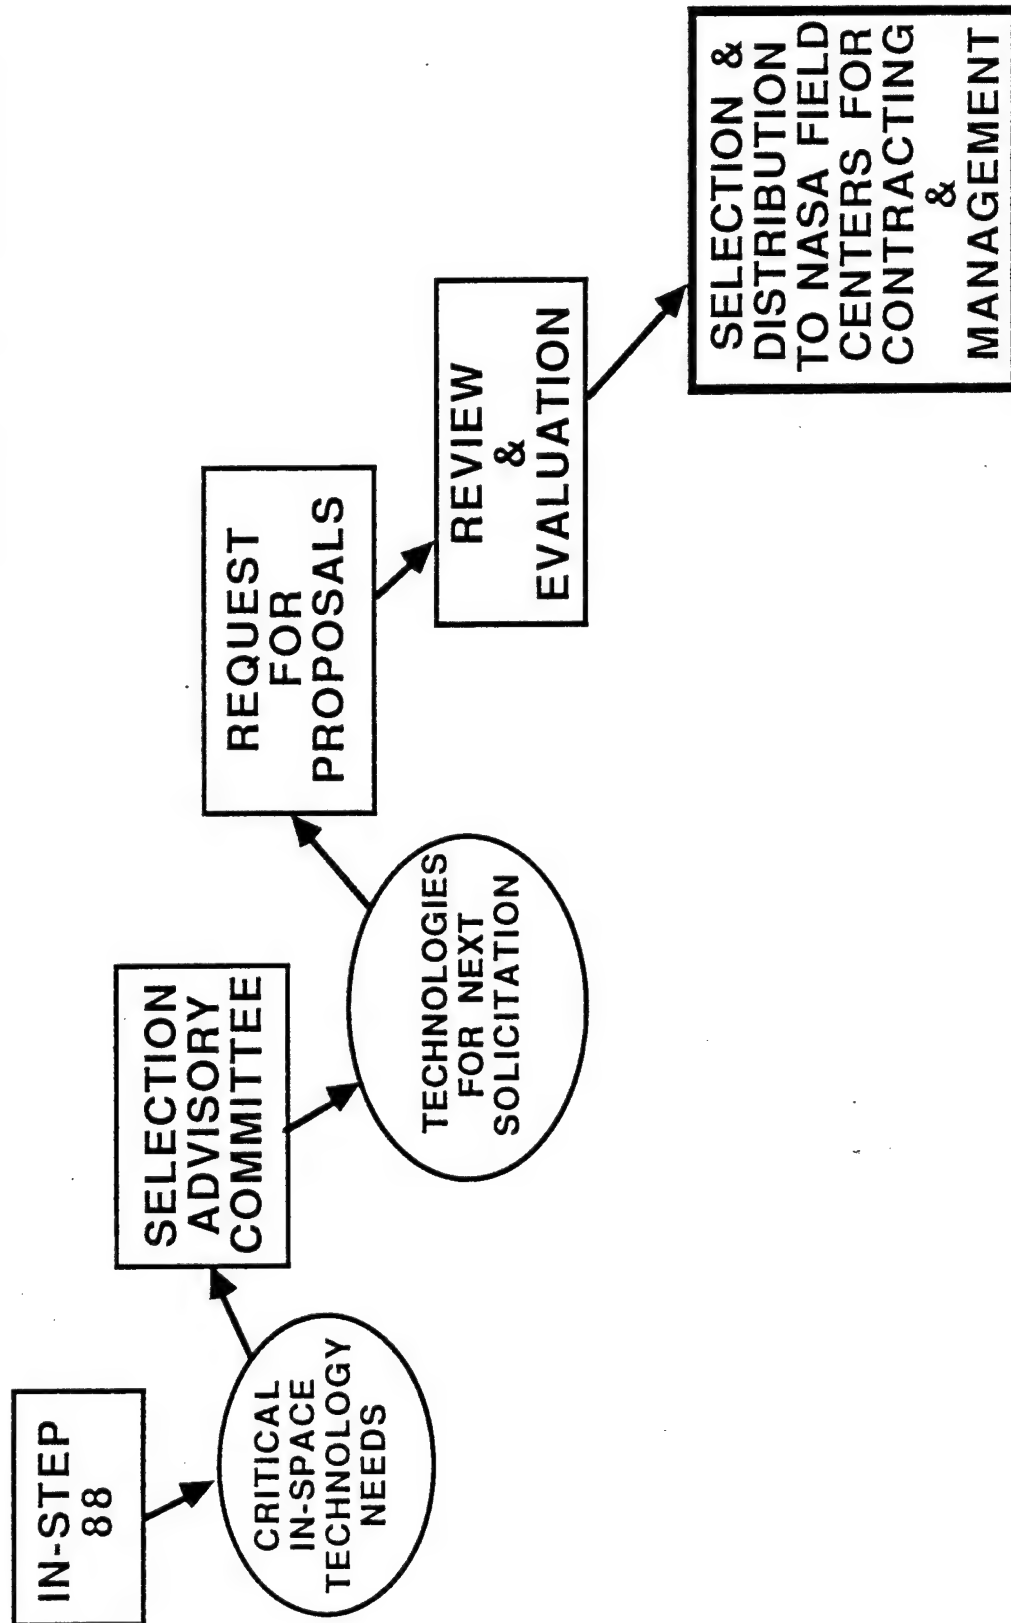 IN-STEP
88
CRITICAL
IN-SPACE
TECHNOLOGY
NEEDS
SELECTION
ADVISORY
COMMITTEE
TECHNOLOGIES
FOR NEXT
SOLICITATION
REQUEST
FOR
PROPOSALS
REVIEW
&
EVALUATION
SELECTION &
DISTRIBUTION
TO NASA FIELD
CENTERS FOR
CONTRACTING
&
MANAGEMENT